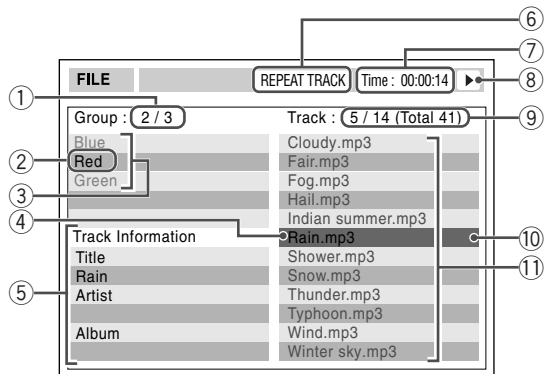 6
7
FILE REPEAT TRACK Time : 00:00:14
8
1
Group : 2 / 3 Track : 5 / 14 (Total 41)
9
Blue Cloudy.mp3
2
Red Fair.mp3
Green Fog.mp3
3
Hail.mp3
4
Indian summer.mp3
Track Information Rain.mp3
10
Title Shower.mp3
11
5
Rain Snow.mp3
Artist Thunder.mp3
Typhoon.mp3
Album Wind.mp3
Winter sky.mp3